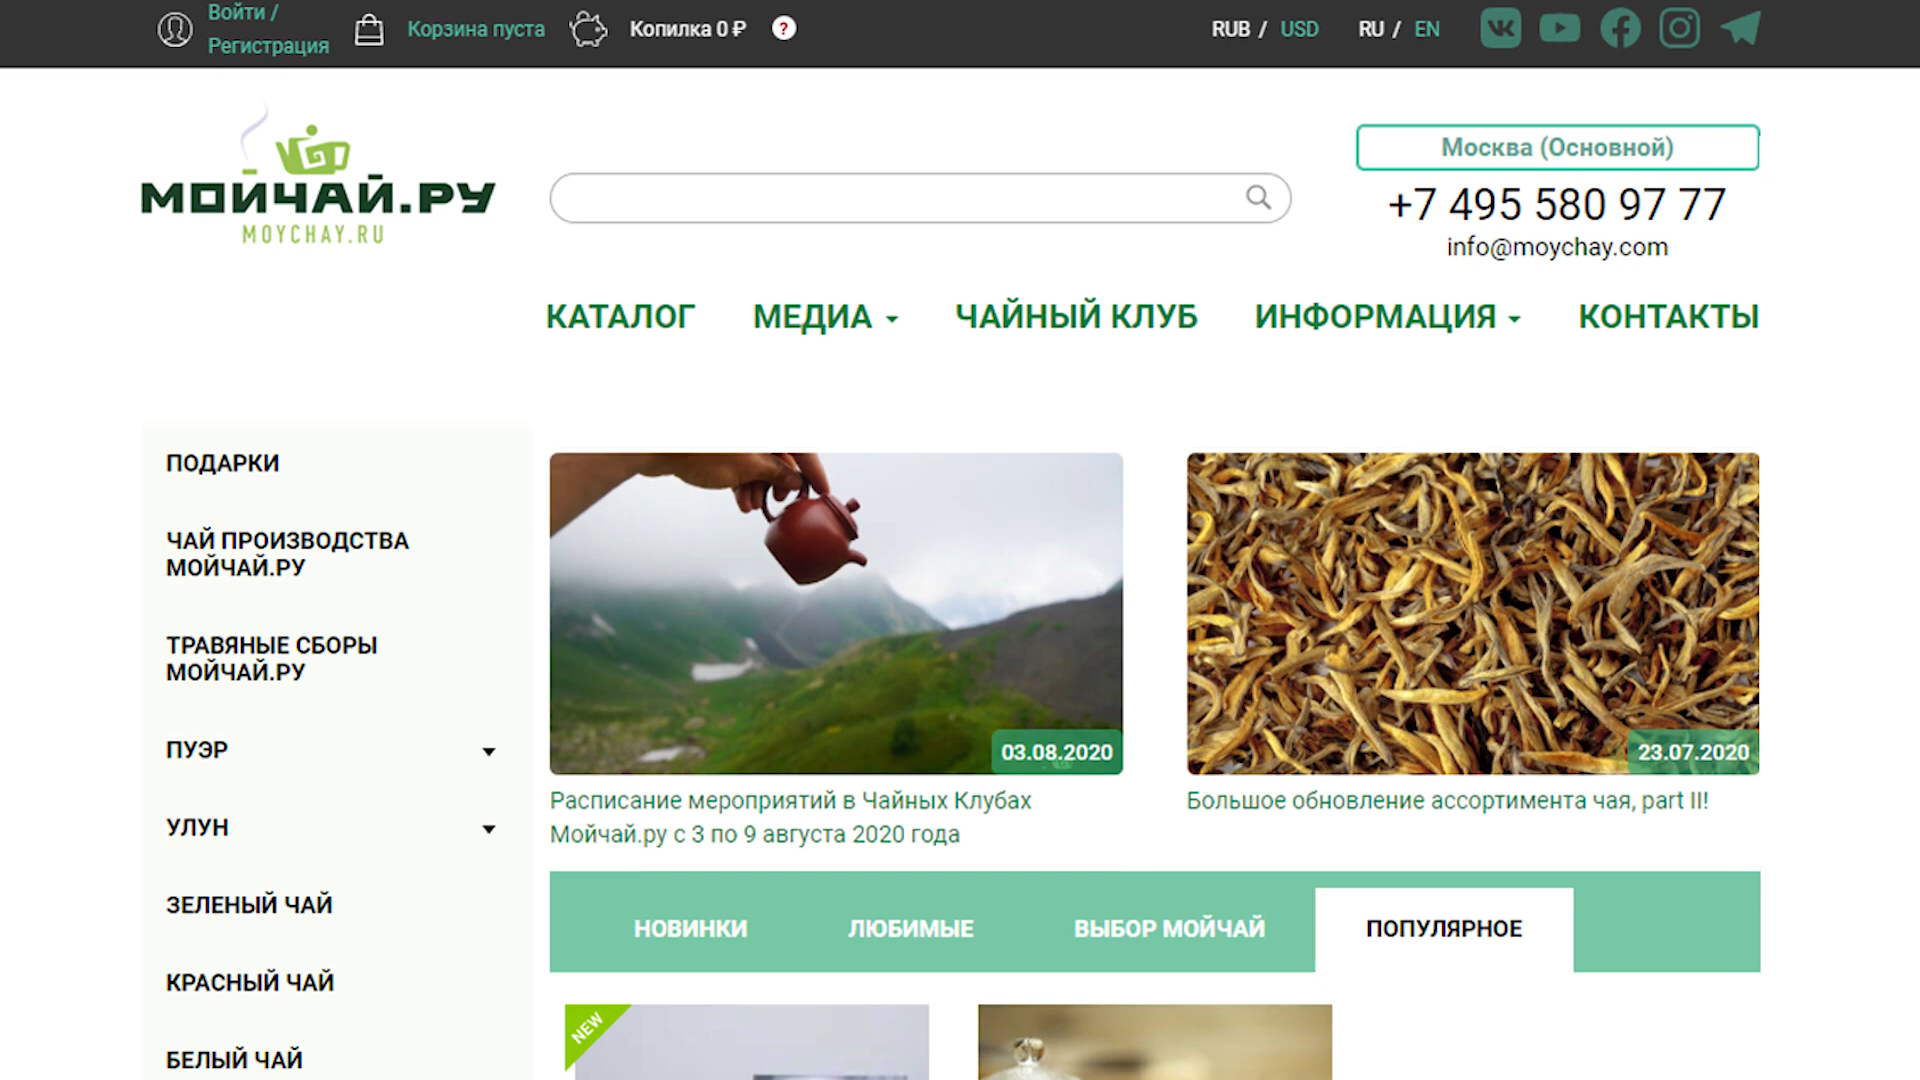 Войти /
Регистрация
Корзина пуста
Копилка 0 ₽
?
RUB / USD
RU / EN
МОЙЧАЙ.РУ
MOYCHAY.RU
Москва (Основной)
+7 495 580 97 77
info@moychay.com
КАТАЛОГ
МЕДИА
ЧАЙНЫЙ КЛУБ
ИНФОРМАЦИЯ
КОНТАКТЫ
ПОДАРКИ
ЧАЙ ПРОИЗВОДСТВА
МОЙЧАЙ.РУ
ТРАВЯНЫЕ СБОРЫ
МОЙЧАЙ.РУ
ПУЭР
УЛУН
ЗЕЛЕНЫЙ ЧАЙ
КРАСНЫЙ ЧАЙ
БЕЛЫЙ ЧАЙ
03.08.2020
Расписание мероприятий в Чайных Клубах
Мойчай.ру с 3 по 9 августа 2020 года
23.07.2020
Большое обновление ассортимента чая, part II!
НОВИНКИ
ЛЮБИМЫЕ
ВЫБОР МОЙЧАЙ
ПОПУЛЯРНОЕ
NEW